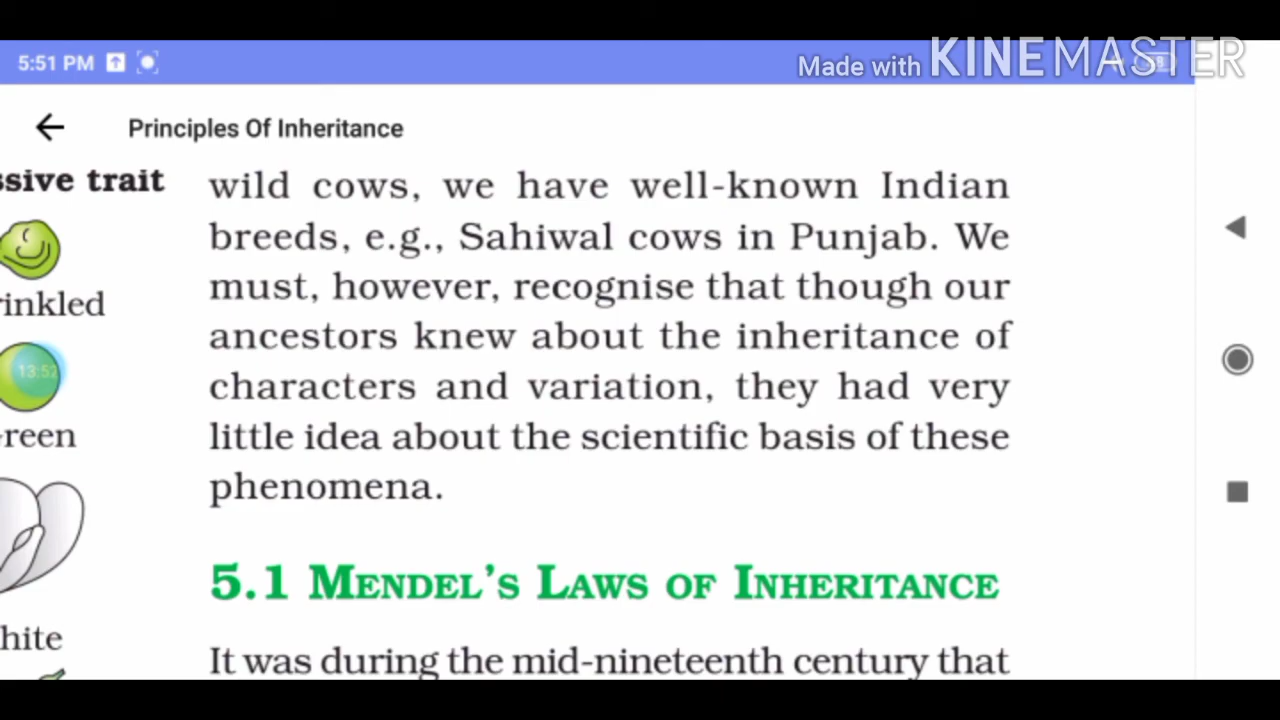 Made with KINEMASTER
5:51 PM
Principles Of Inheritance
ssive trait
rinkled
13:52
reen
hite
wild cows, we have well-known Indian
breeds, e.g., Sahiwal cows in Punjab. We
must, however, recognise that though our
ancestors knew about the inheritance of
characters and variation, they had very
little idea about the scientific basis of these
phenomena.
5.1 MENDEL'S LAWS OF INHERITANCE
It was during the mid-nineteenth century that